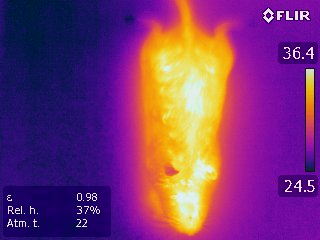 FLIR
36.4
24.5
ε 0.98
Rel. h. 37%
Atm. t. 22